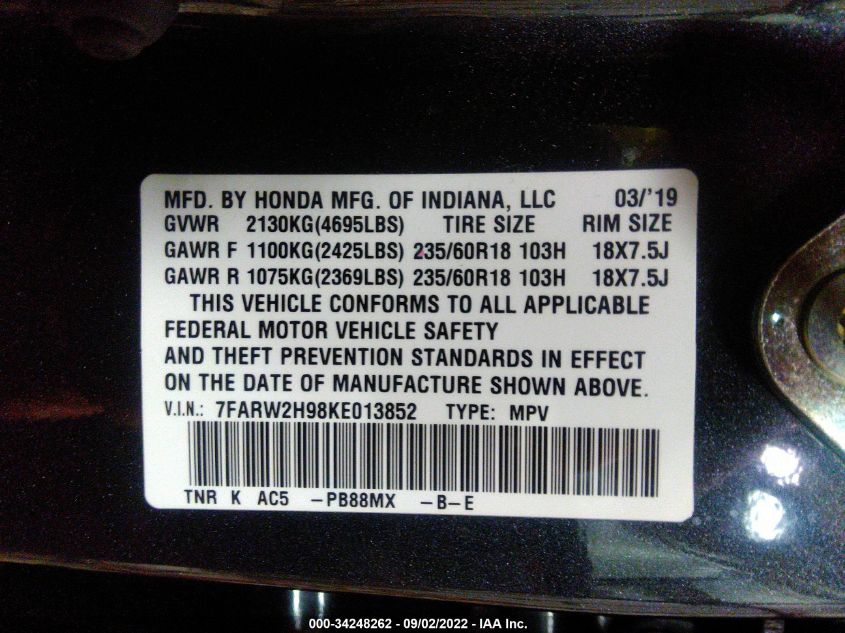 MFD. BY HONDA MFG. OF INDIANA, LLC 03/'19
GVWR 2130KG(4695LBS) TIRE SIZE RIM SIZE
GAWR F 1100KG(2425LBS) 235/60R18 103H 18X7.5J
GAWR R 1075KG(2369LBS) 235/60R18 103H 18X7.5J
THIS VEHICLE CONFORMS TO ALL APPLICABLE
FEDERAL MOTOR VEHICLE SAFETY
AND THEFT PREVENTION STANDARDS IN EFFECT
ON THE DATE OF MANUFACTURE SHOWN ABOVE.
V.I.N.: 7FARW2H98KE013852 TYPE: MPV
TNR K AC5 -PB88MX -B-E
000-34248262 - 09/02/2022 - IAA Inc.